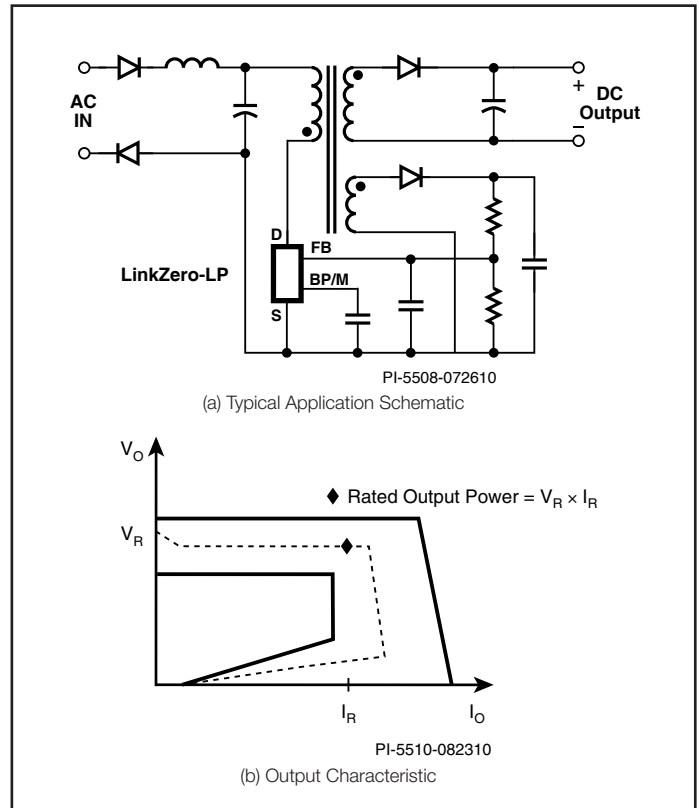 AC
IN
+
DC
Output
–
D
FB
LinkZero-LP
BP/M
S
PI-5508-072610
(a) Typical Application Schematic
V_O
♦ Rated Output Power = V_R × I_R
V_R
I_R
I_O
PI-5510-082310
(b) Output Characteristic